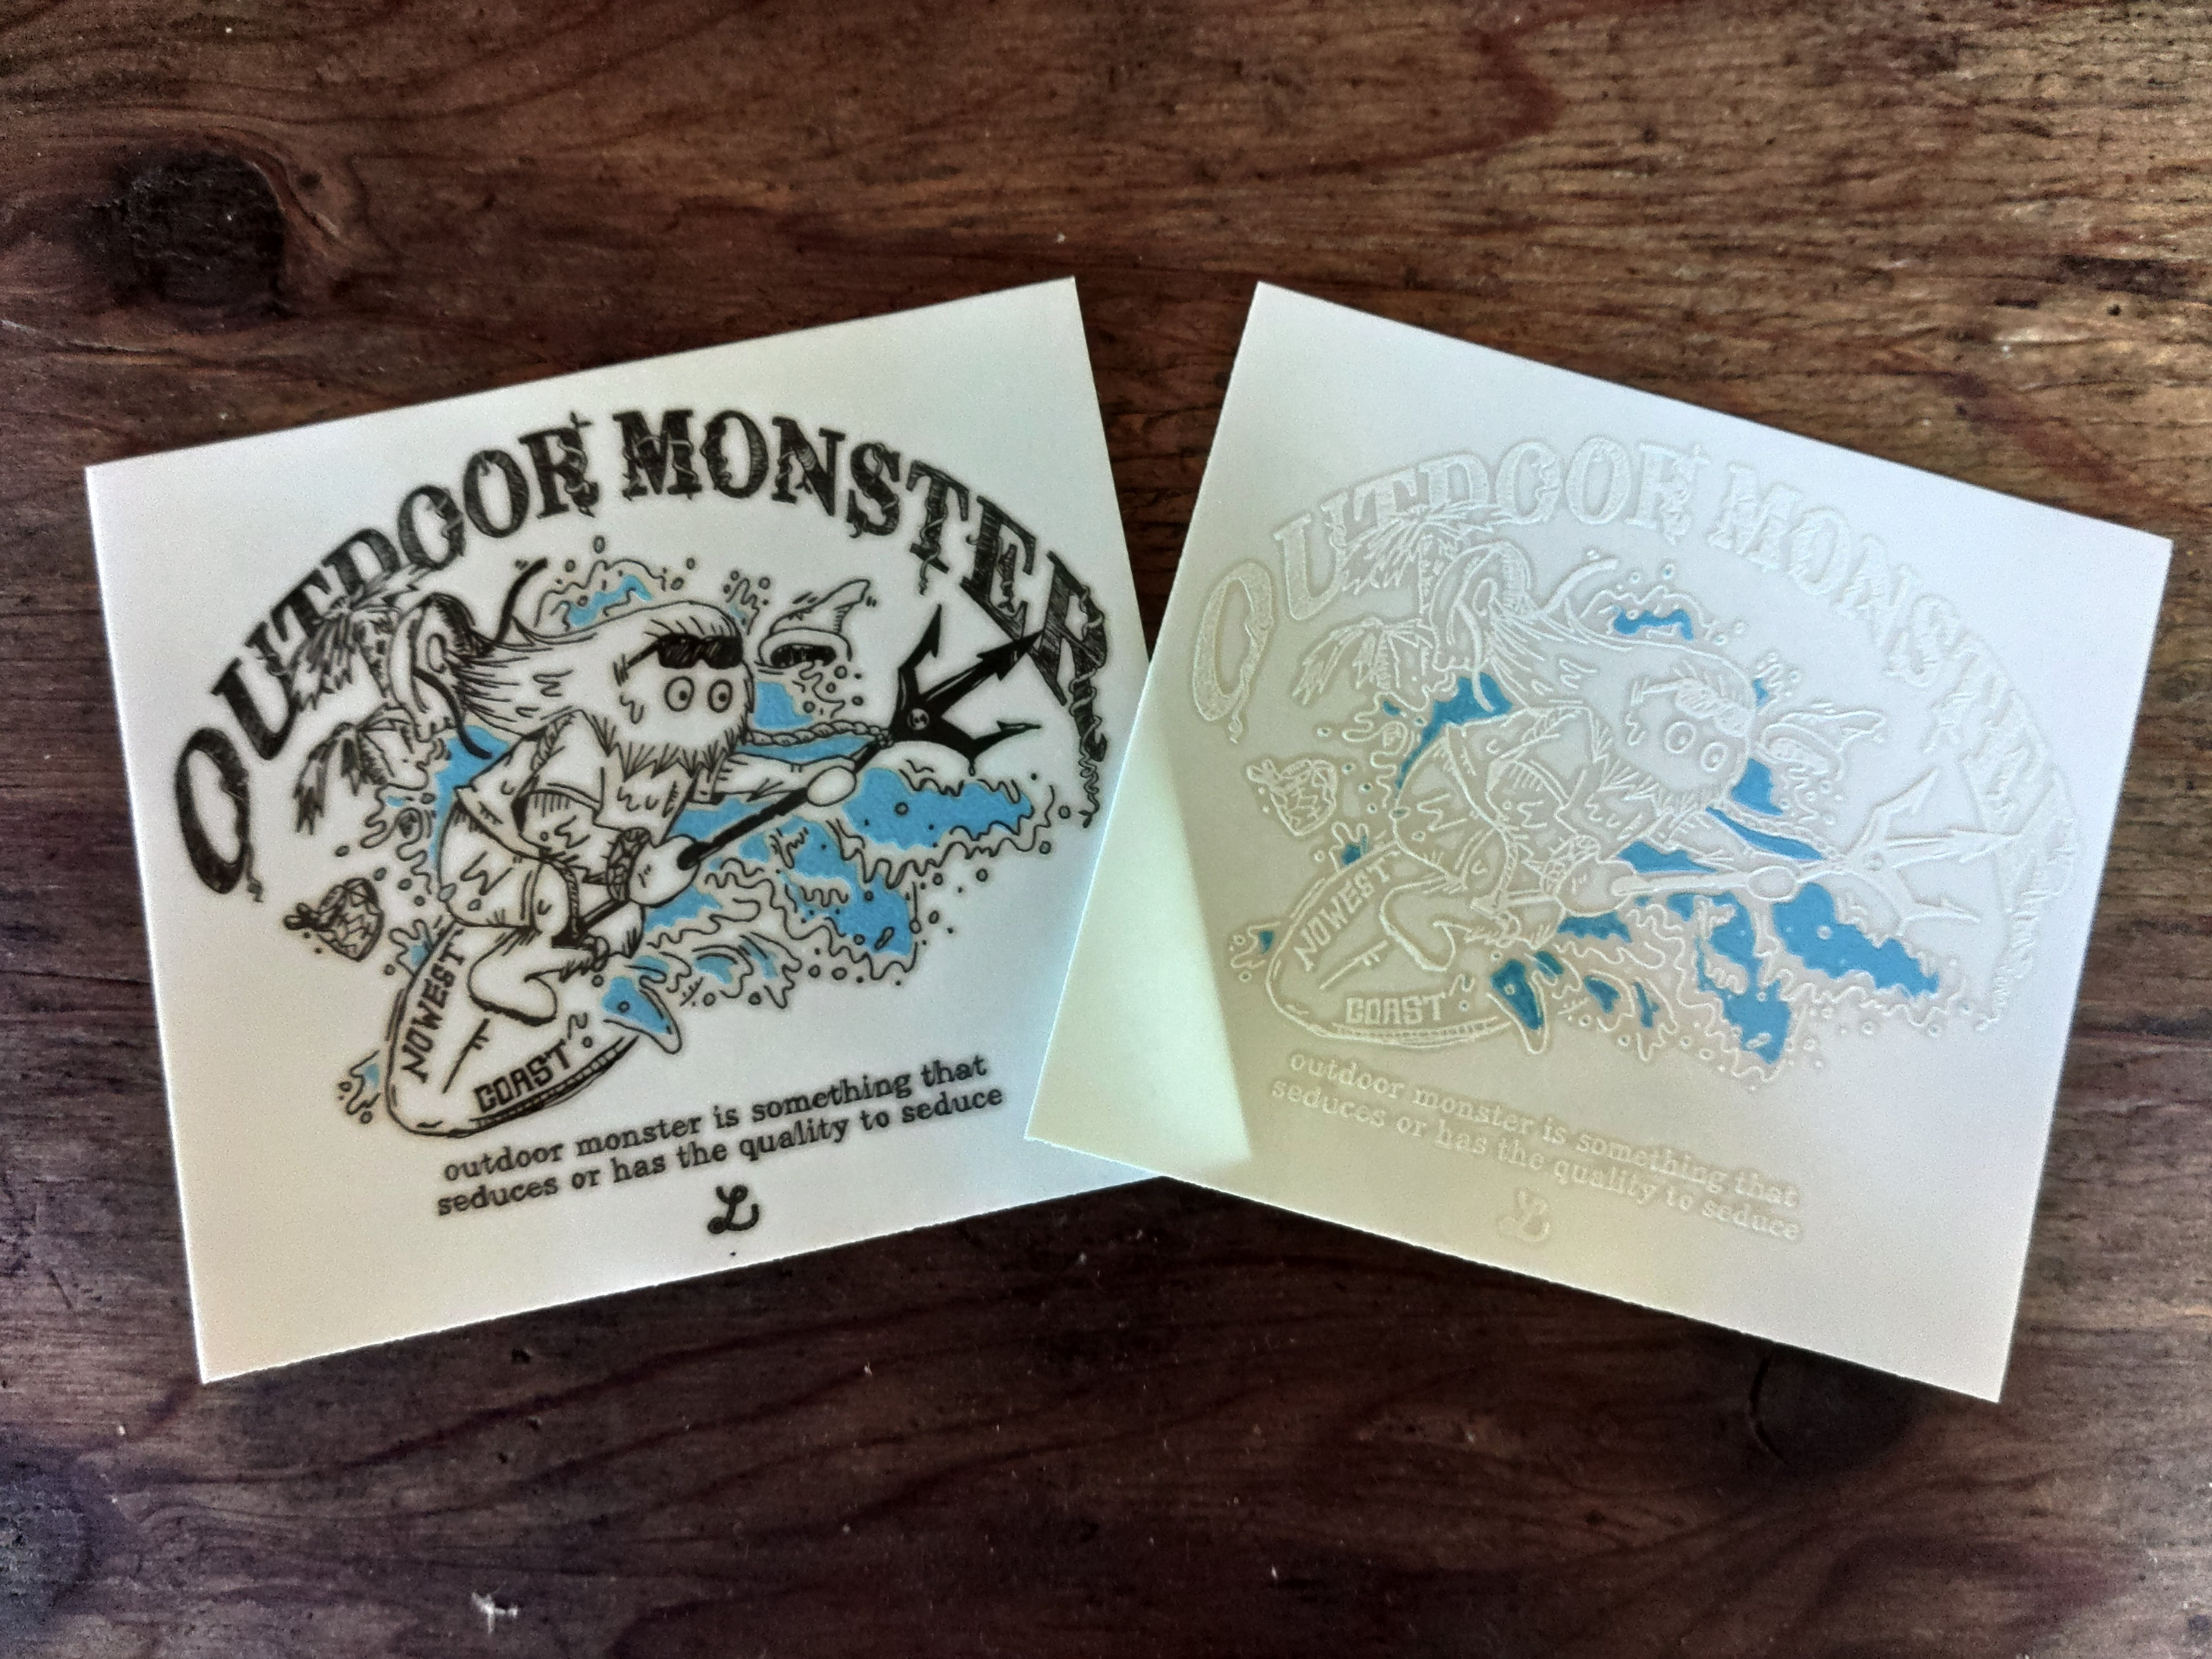 OUTDOOR MONSTER
NOWEST
COAST
outdoor monster is something that
seduces or has the quality to seduce
L
OUTDOOR MONSTER
NOWEST
COAST
outdoor monster is something that
seduces or has the quality to seduce
L